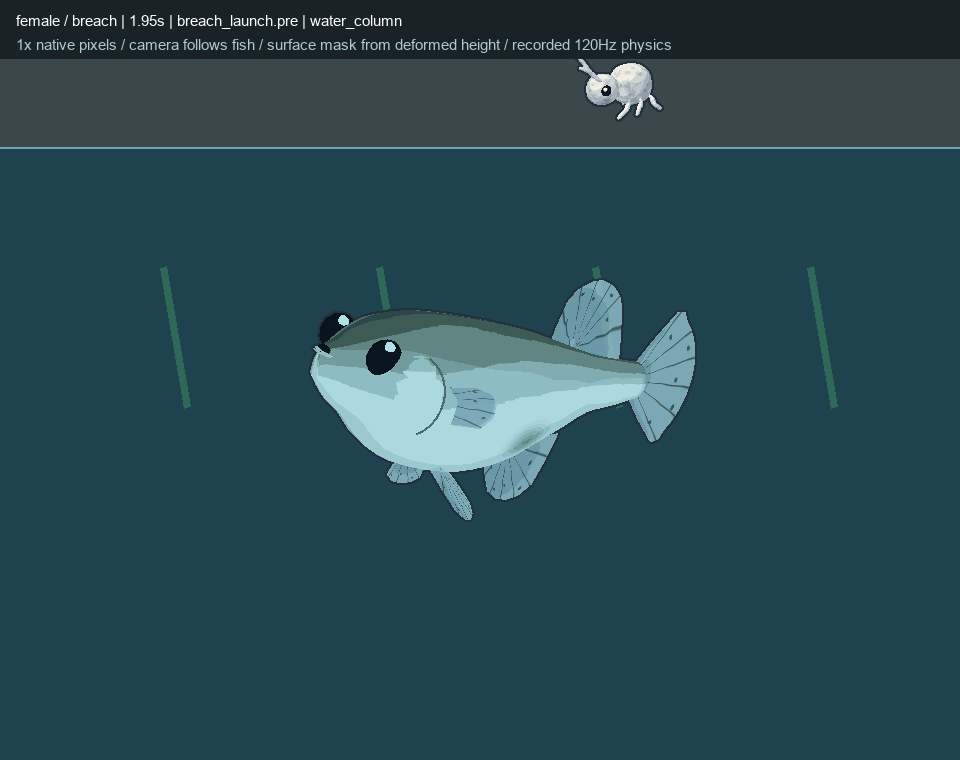 female / breach | 1.95s | breach_launch.pre | water_column
1x native pixels / camera follows fish / surface mask from deformed height / recorded 120Hz physics